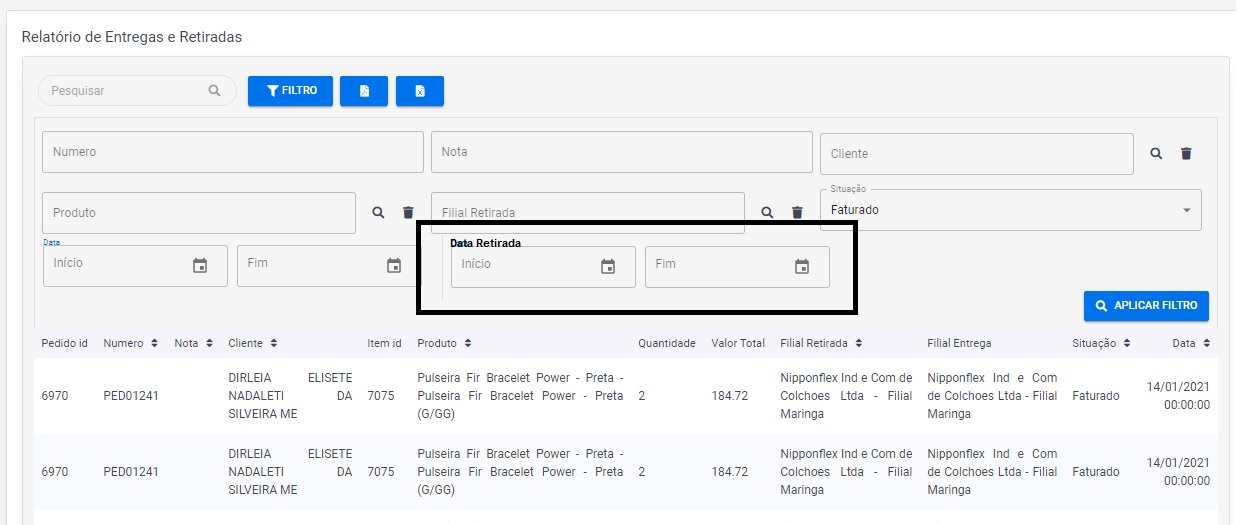 Relatório de Entregas e Retiradas
Pesquisar FILTRO
Numero Nota Cliente
Situação
Produto Filial Retirada Faturado
Data Data Retirada
Início Fim Início Fim
APLICAR FILTRO
Pedido id Numero Nota Cliente Item id Produto Quantidade Valor Total Filial Retirada Filial Entrega Situação Data
DIRLEIA ELISETE Pulseira Fir Bracelet Power - Preta - Nipponflex Ind e Com de Nipponflex Ind e Com 14/01/2021
6970 PED01241 NADALETI DA 7075 Pulseira Fir Bracelet Power - Preta 2 184.72 Colchoes Ltda - Filial de Colchoes Ltda - Filial Faturado
SILVEIRA ME (G/GG) Maringa Maringa 00:00:00
DIRLEIA ELISETE Pulseira Fir Bracelet Power - Preta - Nipponflex Ind e Com de Nipponflex Ind e Com 14/01/2021
6970 PED01241 NADALETI DA 7075 Pulseira Fir Bracelet Power - Preta 2 184.72 Colchoes Ltda - Filial de Colchoes Ltda - Filial Faturado
SILVEIRA ME (G/GG) Maringa Maringa 00:00:00